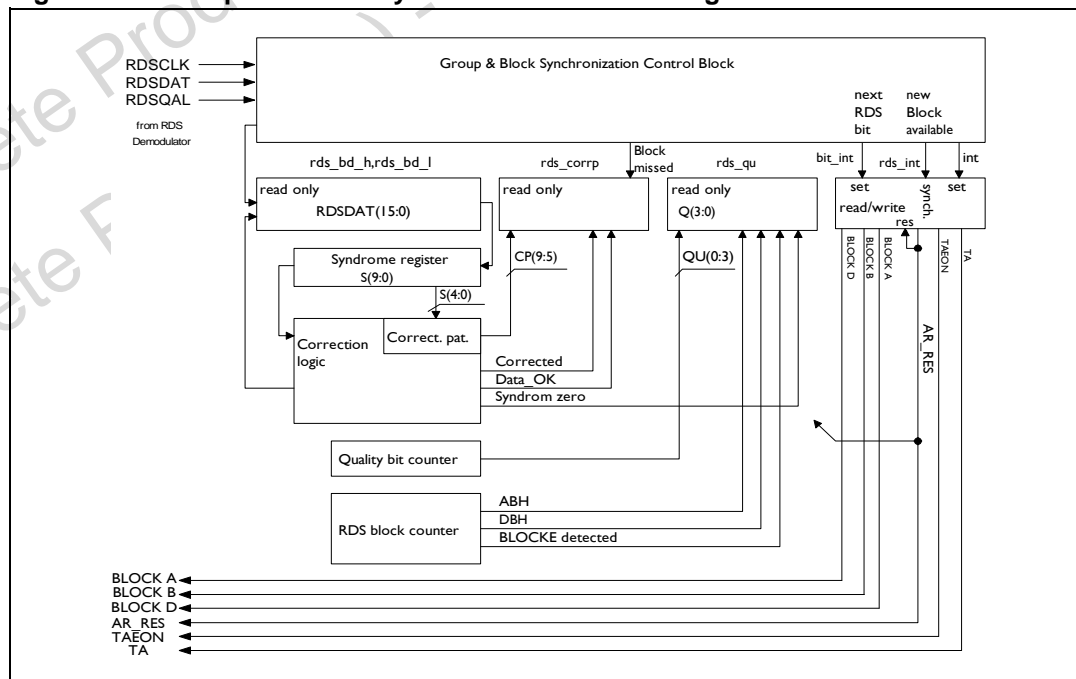 RDSCLK
RDSDAT
RDSQAL
from RDS
Demodulator
Group & Block Synchronization Control Block
next
RDS
bit
new
Block
available
Block
missed
bit_int
rds_int
int
rds_bd_h,rds_bd_l
rds_corrp
rds_qu
read only
RDSDAT(15:0)
read only
read only
Q(3:0)
set
synch.
set
read/write
res
Syndrome register
S(9:0)
S(4:0)
CP(9:5)
QU(0:3)
BLOCK D
BLOCK B
BLOCK A
TAEON
TA
AR_RES
Correction
logic
Correct. pat.
Corrected
Data_OK
Syndrom zero
Quality bit counter
RDS block counter
ABH
DBH
BLOCKE detected
BLOCK A
BLOCK B
BLOCK D
AR_RES
TAEON
TA